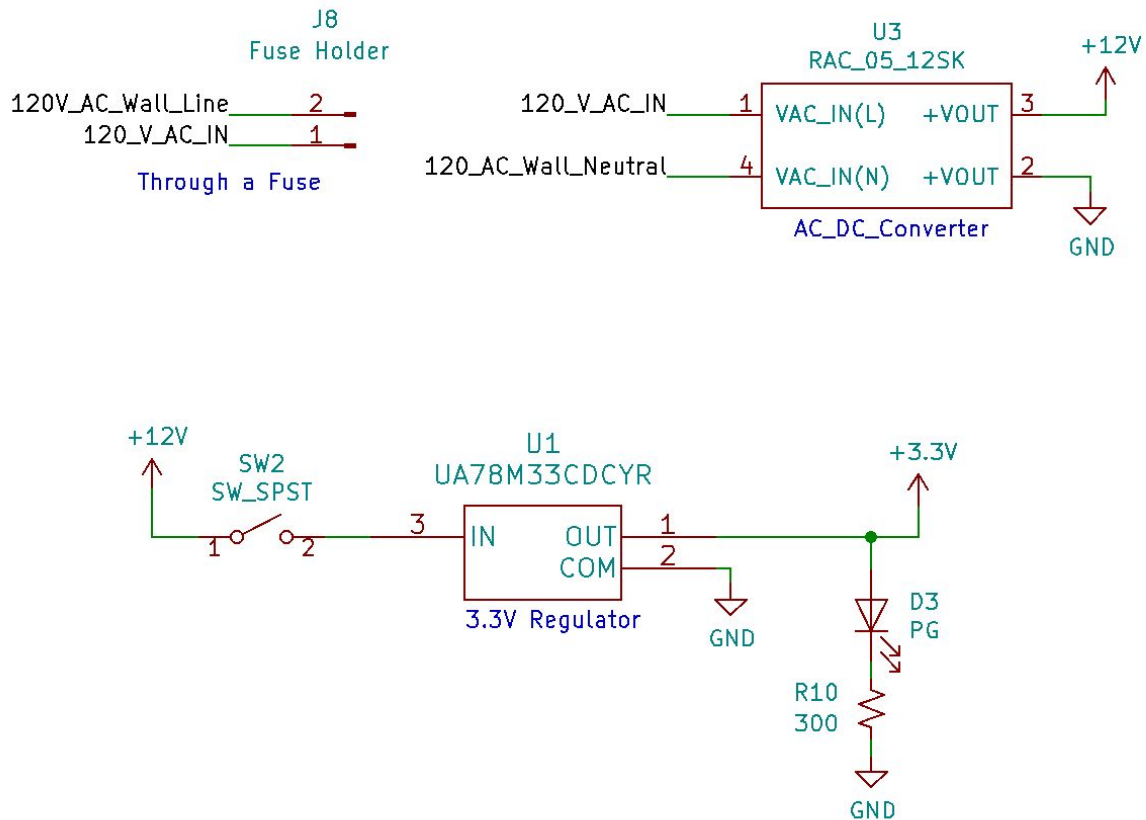 J8
Fuse Holder
120V_AC_Wall_Line 2
120_V_AC_IN 1
Through a Fuse
U3
RAC_05_12SK
+12V
120_V_AC_IN 1 VAC_IN(L) +VOUT 3
120_AC_Wall_Neutral 4 VAC_IN(N) +VOUT 2
AC_DC_Converter
GND
+12V
SW2
SW_SPST
1 2
U1
UA78M33CDCYR
3 IN OUT 1
COM 2
3.3V Regulator
GND
+3.3V
D3
PG
R10
300
GND